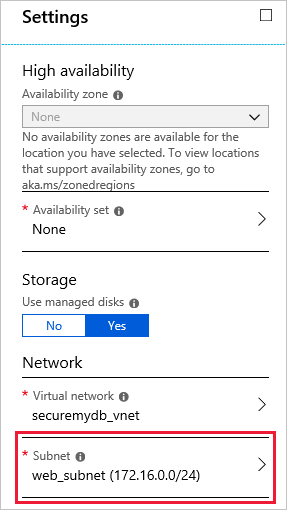 Settings
High availability
Availability zone
None
No availability zones are available for the
location you have selected. To view locations
that support availability zones, go to
aka.ms/zonedregions
* Availability set
None
Storage
Use managed disks
No Yes
Network
* Virtual network
securemydb_vnet
* Subnet
web_subnet (172.16.0.0/24)